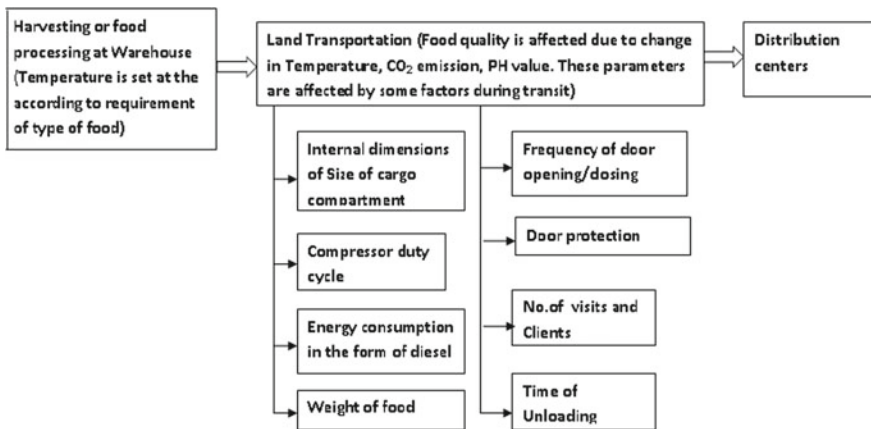 Harvesting or food
processing at Warehouse
(Temperature is set at the
according to requirement
of type of food)
Land Transportation (Food quality is affected due to change
in Temperature, CO₂ emission, PH value. These parameters
are affected by some factors during transit)
Distribution
centers
Internal dimensions
of Size of cargo
compartment
Compressor duty
cycle
Energy consumption
in the form of diesel
Weight of food
Frequency of door
opening/dosing
Door protection
No.of visits and
Clients
Time of
Unloading